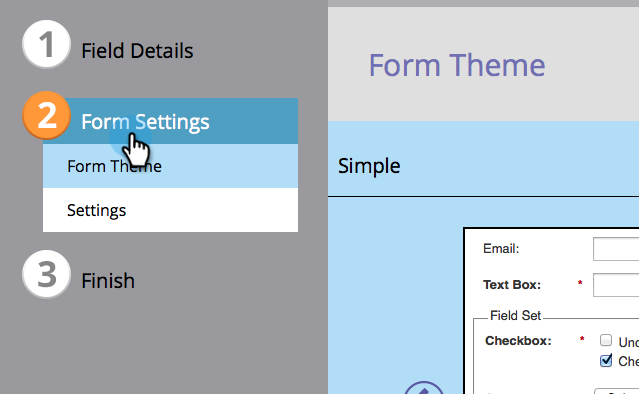 1 Field Details
2 Form Settings
Form Theme
Settings
3 Finish
Form Theme
Simple
Email:
Text Box: *
Field Set
Checkbox: *